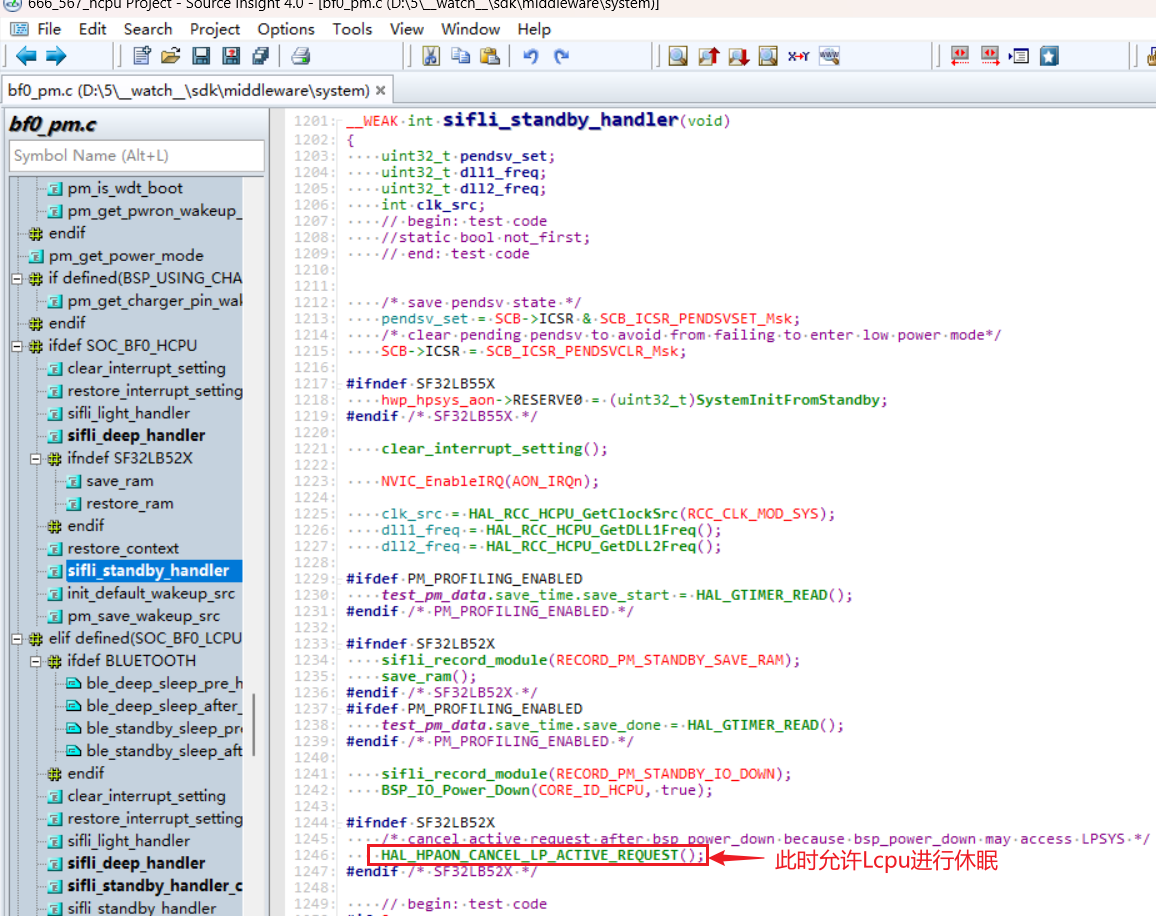 666_567_hcpu Project - Source Insight 4.0 - [bf0_pm.c (D:\5\__watch__\sdk\middleware\system)]
File Edit Search Project Options Tools View Window Help
bf0_pm.c (D:\5\__watch__\sdk\middleware\system) ×
bf0_pm.c
Symbol Name (Alt+L)
pm_is_wdt_boot
pm_get_pwron_wakeup_
endif
pm_get_power_mode
if defined(BSP_USING_CHA
pm_get_charger_pin_wak
endif
ifdef SOC_BF0_HCPU
clear_interrupt_setting
restore_interrupt_setting
sifli_light_handler
sifli_deep_handler
ifndef SF32LB52X
save_ram
restore_ram
endif
restore_context
sifli_standby_handler
init_default_wakeup_src
pm_save_wakeup_src
elif defined(SOC_BF0_LCPU
ifdef BLUETOOTH
ble_deep_sleep_pre_h
ble_deep_sleep_after_
ble_standby_sleep_pre
ble_standby_sleep_aft
endif
clear_interrupt_setting
restore_interrupt_setting
sifli_light_handler
sifli_deep_handler
sifli_standby_handler_c
sifli standby handler
1201: __WEAK int sifli_standby_handler(void)
1202: {
1203: uint32_t pendsv_set;
1204: uint32_t dll1_freq;
1205: uint32_t dll2_freq;
1206: int clk_src;
1207: // begin: test code
1208: //static bool not_first;
1209: // end: test code
1210:
1211:
1212: /* save pendsv state */
1213: pendsv_set = SCB->ICSR & SCB_ICSR_PENDSVSET_Msk;
1214: /* clear pending pendsv to avoid from failing to enter low power mode*/
1215: SCB->ICSR = SCB_ICSR_PENDSVCLR_Msk;
1216:
1217: #ifndef SF32LB55X
1218: hwp_hpsys_aon->RESERVE0 = (uint32_t)SystemInitFromStandby;
1219: #endif /* SF32LB55X */
1220:
1221: clear_interrupt_setting();
1222:
1223: NVIC_EnableIRQ(AON_IRQn);
1224:
1225: clk_src = HAL_RCC_HCPU_GetClockSrc(RCC_CLK_MOD_SYS);
1226: dll1_freq = HAL_RCC_HCPU_GetDLL1Freq();
1227: dll2_freq = HAL_RCC_HCPU_GetDLL2Freq();
1228:
1229: #ifdef PM_PROFILING_ENABLED
1230: test_pm_data.save_time.save_start = HAL_GTIMER_READ();
1231: #endif /* PM_PROFILING_ENABLED */
1232:
1233: #ifndef SF32LB52X
1234: sifli_record_module(RECORD_PM_STANDBY_SAVE_RAM);
1235: save_ram();
1236: #endif /* SF32LB52X */
1237: #ifdef PM_PROFILING_ENABLED
1238: test_pm_data.save_time.save_done = HAL_GTIMER_READ();
1239: #endif /* PM_PROFILING_ENABLED */
1240:
1241: sifli_record_module(RECORD_PM_STANDBY_IO_DOWN);
1242: BSP_IO_Power_Down(CORE_ID_HCPU, true);
1243:
1244: #ifndef SF32LB52X
1245: /* cancel active request after bsp_power_down because bsp_power_down may access LPSYS */
1246: HAL_HPAON_CANCEL_LP_ACTIVE_REQUEST(); 此时允许Lcpu进行休眠
1247: #endif /* SF32LB52X */
1248:
1249: // begin: test code